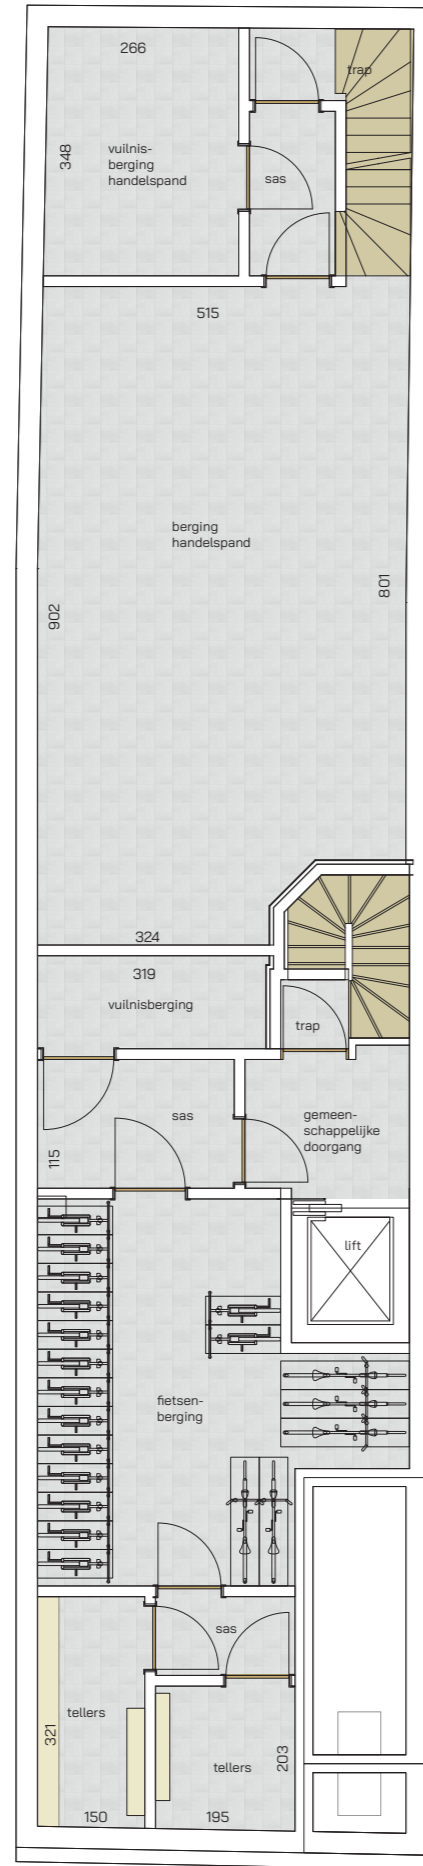 266
trap
348
vuilnis-
berging
handelspand
sas
515
berging
handelspand
801
902
324
319
vuilnisberging
trap
sas
gemeen-
schappelijke
doorgang
115
lift
fietsen-
berging
sas
tellers
321
tellers
203
150
195